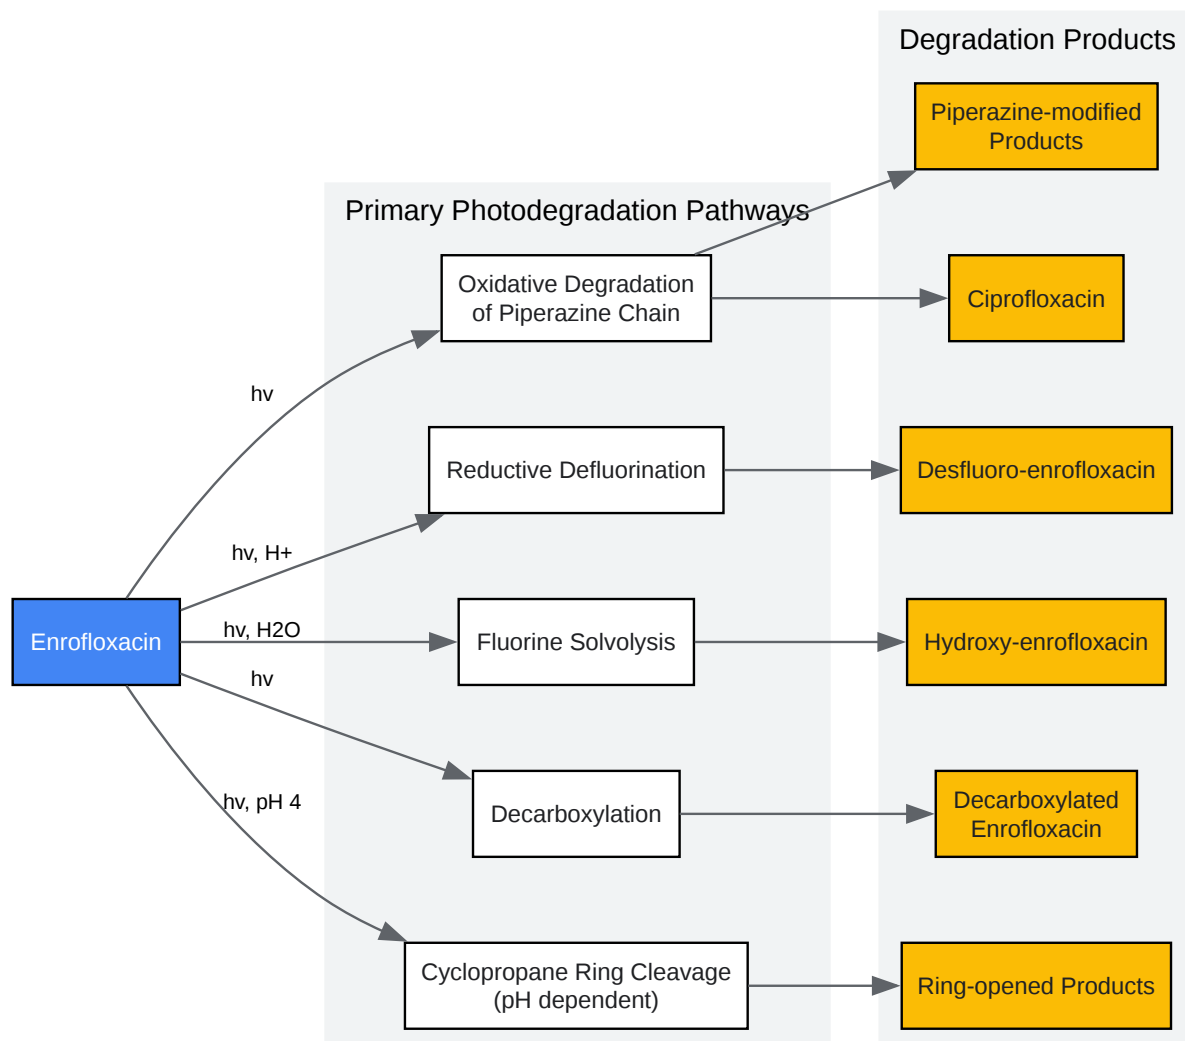 Degradation Products
Piperazine-modified
Products
Primary Photodegradation Pathways
Oxidative Degradation
of Piperazine Chain
Ciprofloxacin
hv
Reductive Defluorination
Desfluoro-enrofloxacin
hv, H+
Enrofloxacin
hv, H2O
Fluorine Solvolysis
Hydroxy-enrofloxacin
hv
Decarboxylation
Decarboxylated
Enrofloxacin
hv, pH 4
Cyclopropane Ring Cleavage
(pH dependent)
Ring-opened Products